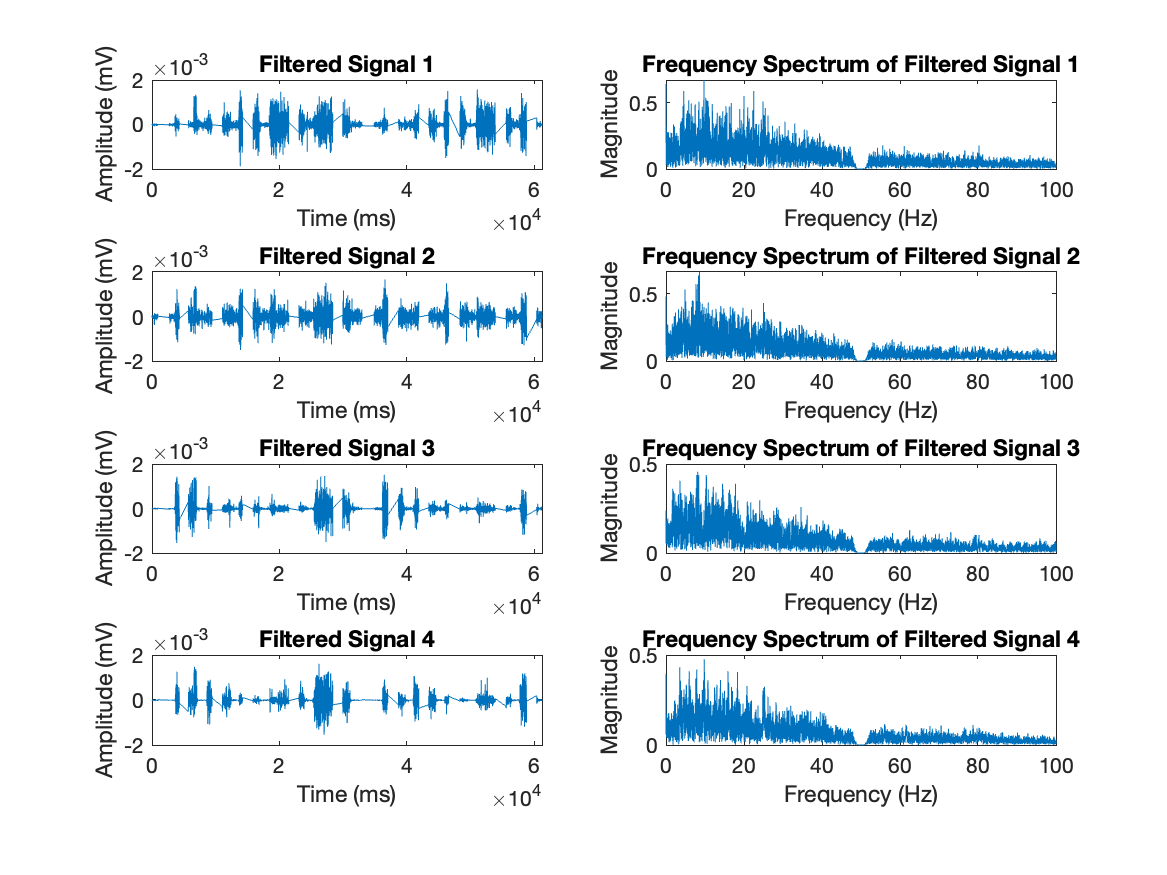 Filtered Signal 1
×10-3
Amplitude (mV)
2
0
-2
0 2 4 6
Time (ms)
×104
Frequency Spectrum of Filtered Signal 1
Magnitude
0.5
0
0 20 40 60 80 100
Frequency (Hz)
Filtered Signal 2
×10-3
Amplitude (mV)
2
0
-2
0 2 4 6
Time (ms)
×104
Frequency Spectrum of Filtered Signal 2
Magnitude
0.5
0
0 20 40 60 80 100
Frequency (Hz)
Filtered Signal 3
×10-3
Amplitude (mV)
2
0
-2
0 2 4 6
Time (ms)
×104
Frequency Spectrum of Filtered Signal 3
Magnitude
0.5
0
0 20 40 60 80 100
Frequency (Hz)
Filtered Signal 4
×10-3
Amplitude (mV)
2
0
-2
0 2 4 6
Time (ms)
×104
Frequency Spectrum of Filtered Signal 4
Magnitude
0.5
0
0 20 40 60 80 100
Frequency (Hz)